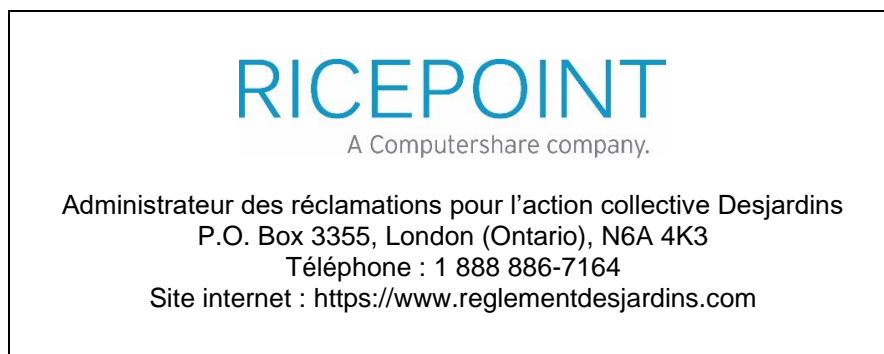 RICEPOINT
A Computershare company.
Administrateur des réclamations pour l’action collective Desjardins
P.O. Box 3355, London (Ontario), N6A 4K3
Téléphone : 1 888 886-7164
Site internet : https://www.reglementdesjardins.com